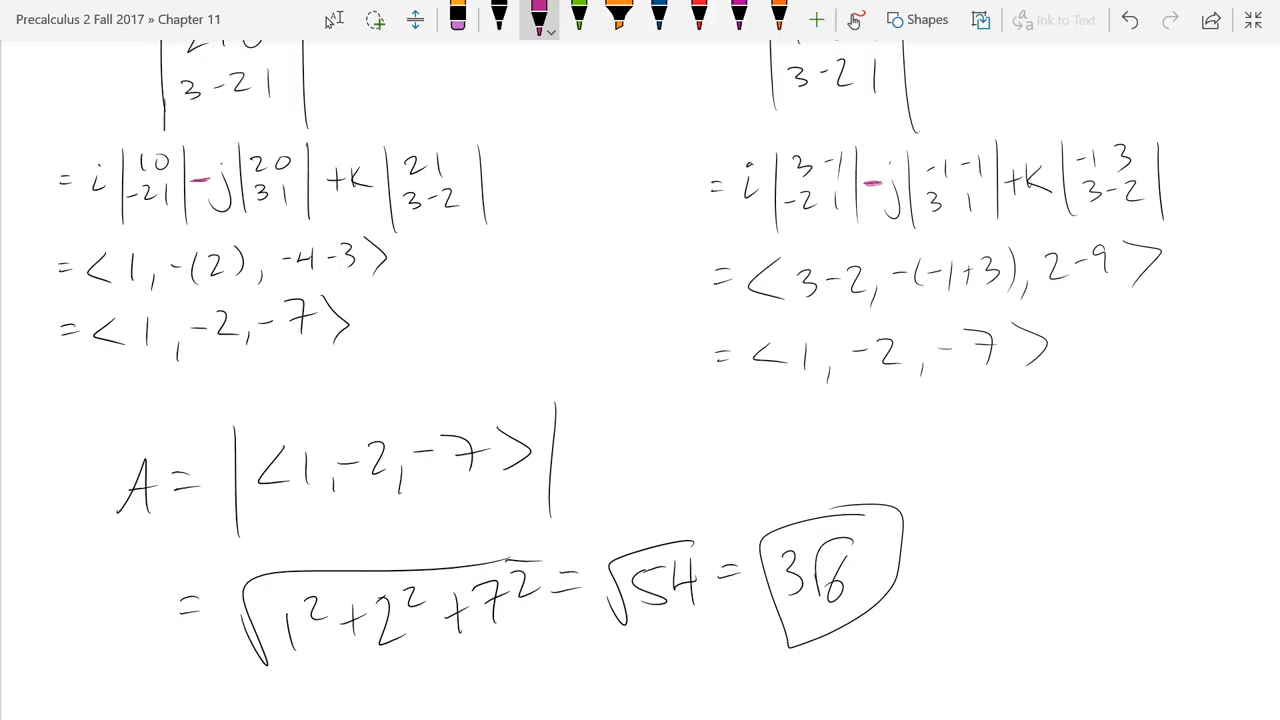 Precalculus 2 Fall 2017 » Chapter 11
Shapes
Ink to Text
3 -2 1
= i |1 0 / -2 1| - j |2 0 / 3 1| + k |2 1 / 3 -2|
= <1, -(2), -4-3>
= <1, -2, -7>
3 -2 1
= i |3 -1 / -2 1| - j |-1 -1 / 3 1| + k |-1 3 / 3 -2|
= <3-2, -(-1+3), 2-9>
= <1, -2, -7>
A = |<1, -2, -7>|
= √(1²+2²+7²) = √54 = 3√6